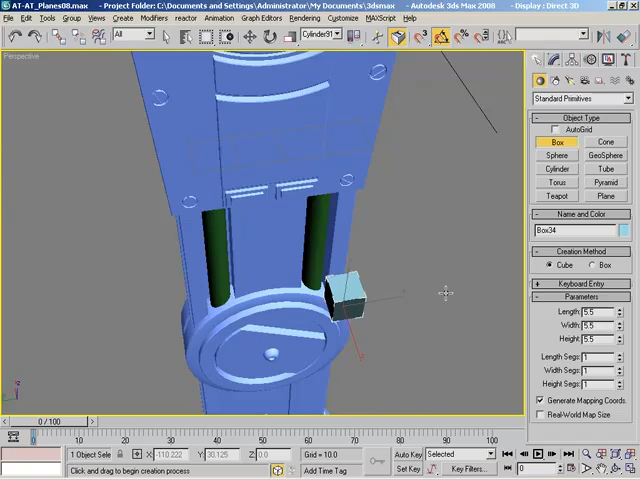 AT-AT_Planes08.max - Project Folder: C:\Documents and Settings\Administrator\My Documents\3dsmax - Autodesk 3ds Max 2008 - Display : Direct 3D
File Edit Tools Group Views Create Modifiers reactor Animation Graph Editors Rendering Customize MAXScript Help
All Cylinder91
Perspective
Standard Primitives
Object Type
AutoGrid
Box Cone
Sphere GeoSphere
Cylinder Tube
Torus Pyramid
Teapot Plane
Name and Color
Box34
Creation Method
Cube Box
Keyboard Entry
Parameters
Length: 5.5
Width: 5.5
Height: 5.5
Length Segs: 1
Width Segs: 1
Height Segs: 1
Generate Mapping Coords.
Real-World Map Size
0 / 100
0 10 20 30 40 50 60 70 80 90 100
1 Object Sele X: -110.222 Y: 30.125 Z: 0.0 Grid = 10.0 Auto Key Selected
Click and drag to begin creation process Add Time Tag Set Key Key Filters... 0